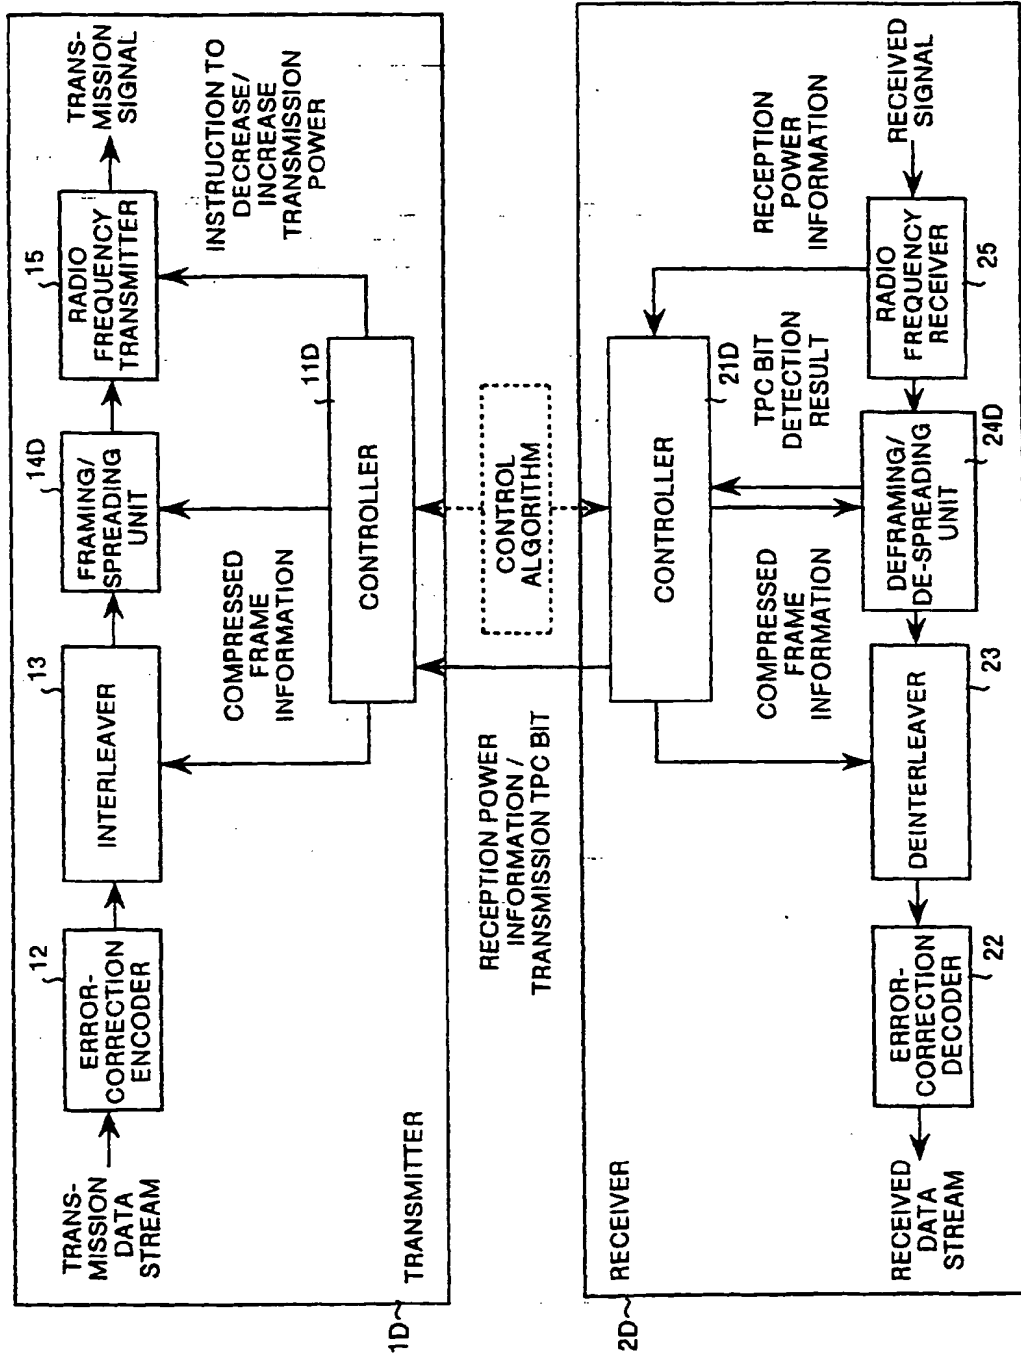 TRANS-
MISSION
DATA
STREAM
12
ERROR-
CORRECTION
ENCODER
13
INTERLEAVER
14D
FRAMING/
SPREADING
UNIT
15
RADIO
FREQUENCY
TRANSMITTER
TRANS-
MISSION
SIGNAL
COMPRESSED
FRAME
INFORMATION
INSTRUCTION TO
DECREASE/
INCREASE
TRANSMISSION
POWER
11D
CONTROLLER
TRANSMITTER
1D
RECEPTION POWER
INFORMATION /
TRANSMISSION TPC BIT
CONTROL
ALGORITHM
2D
RECEIVER
CONTROLLER
21D
COMPRESSED
FRAME
INFORMATION
TPC BIT
DETECTION
RESULT
RECEPTION
POWER
INFORMATION
RECEIVED
DATA
STREAM
ERROR-
CORRECTION
DECODER
22
DEINTERLEAVER
23
DEFRAMING/
DE-SPREADING
UNIT
24D
RADIO
FREQUENCY
RECEIVER
25
RECEIVED
SIGNAL